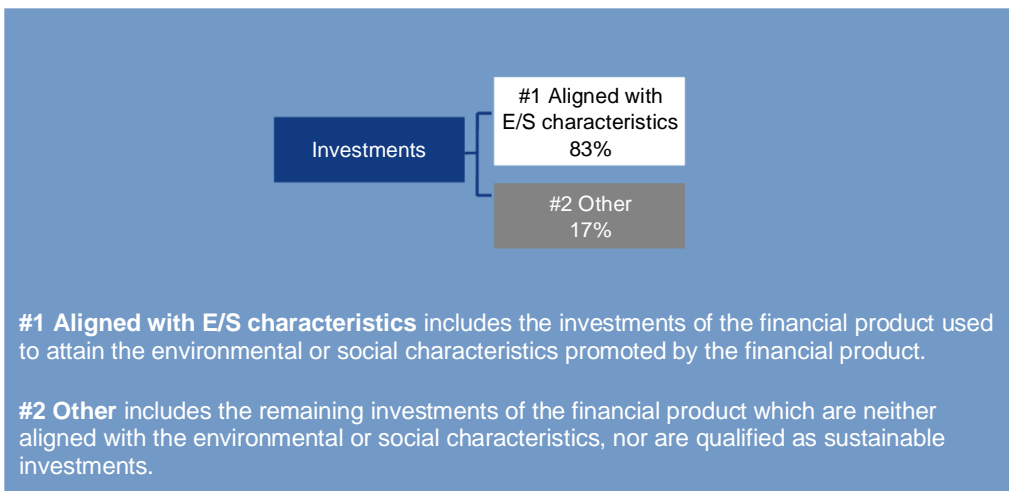 #1 Aligned with
E/S characteristics
83%
Investments
#2 Other
17%
#1 Aligned with E/S characteristics includes the investments of the financial product used
to attain the environmental or social characteristics promoted by the financial product.
#2 Other includes the remaining investments of the financial product which are neither
aligned with the environmental or social characteristics, nor are qualified as sustainable
investments.